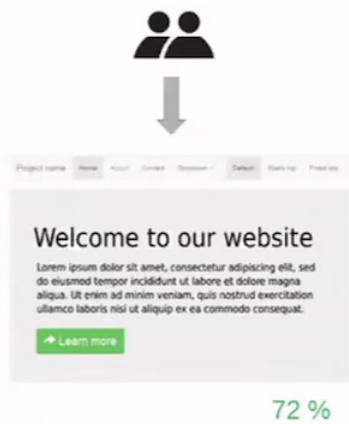 Project name Home About Contact Dropdown Default Static top Fixed top
Welcome to our website
Lorem ipsum dolor sit amet, consectetur adipiscing elit, sed
do eiusmod tempor incididunt ut labore et dolore magna
aliqua. Ut enim ad minim veniam, quis nostrud exercitation
ullamco laboris nisi ut aliquip ex ea commodo consequat.
Learn more
72 %